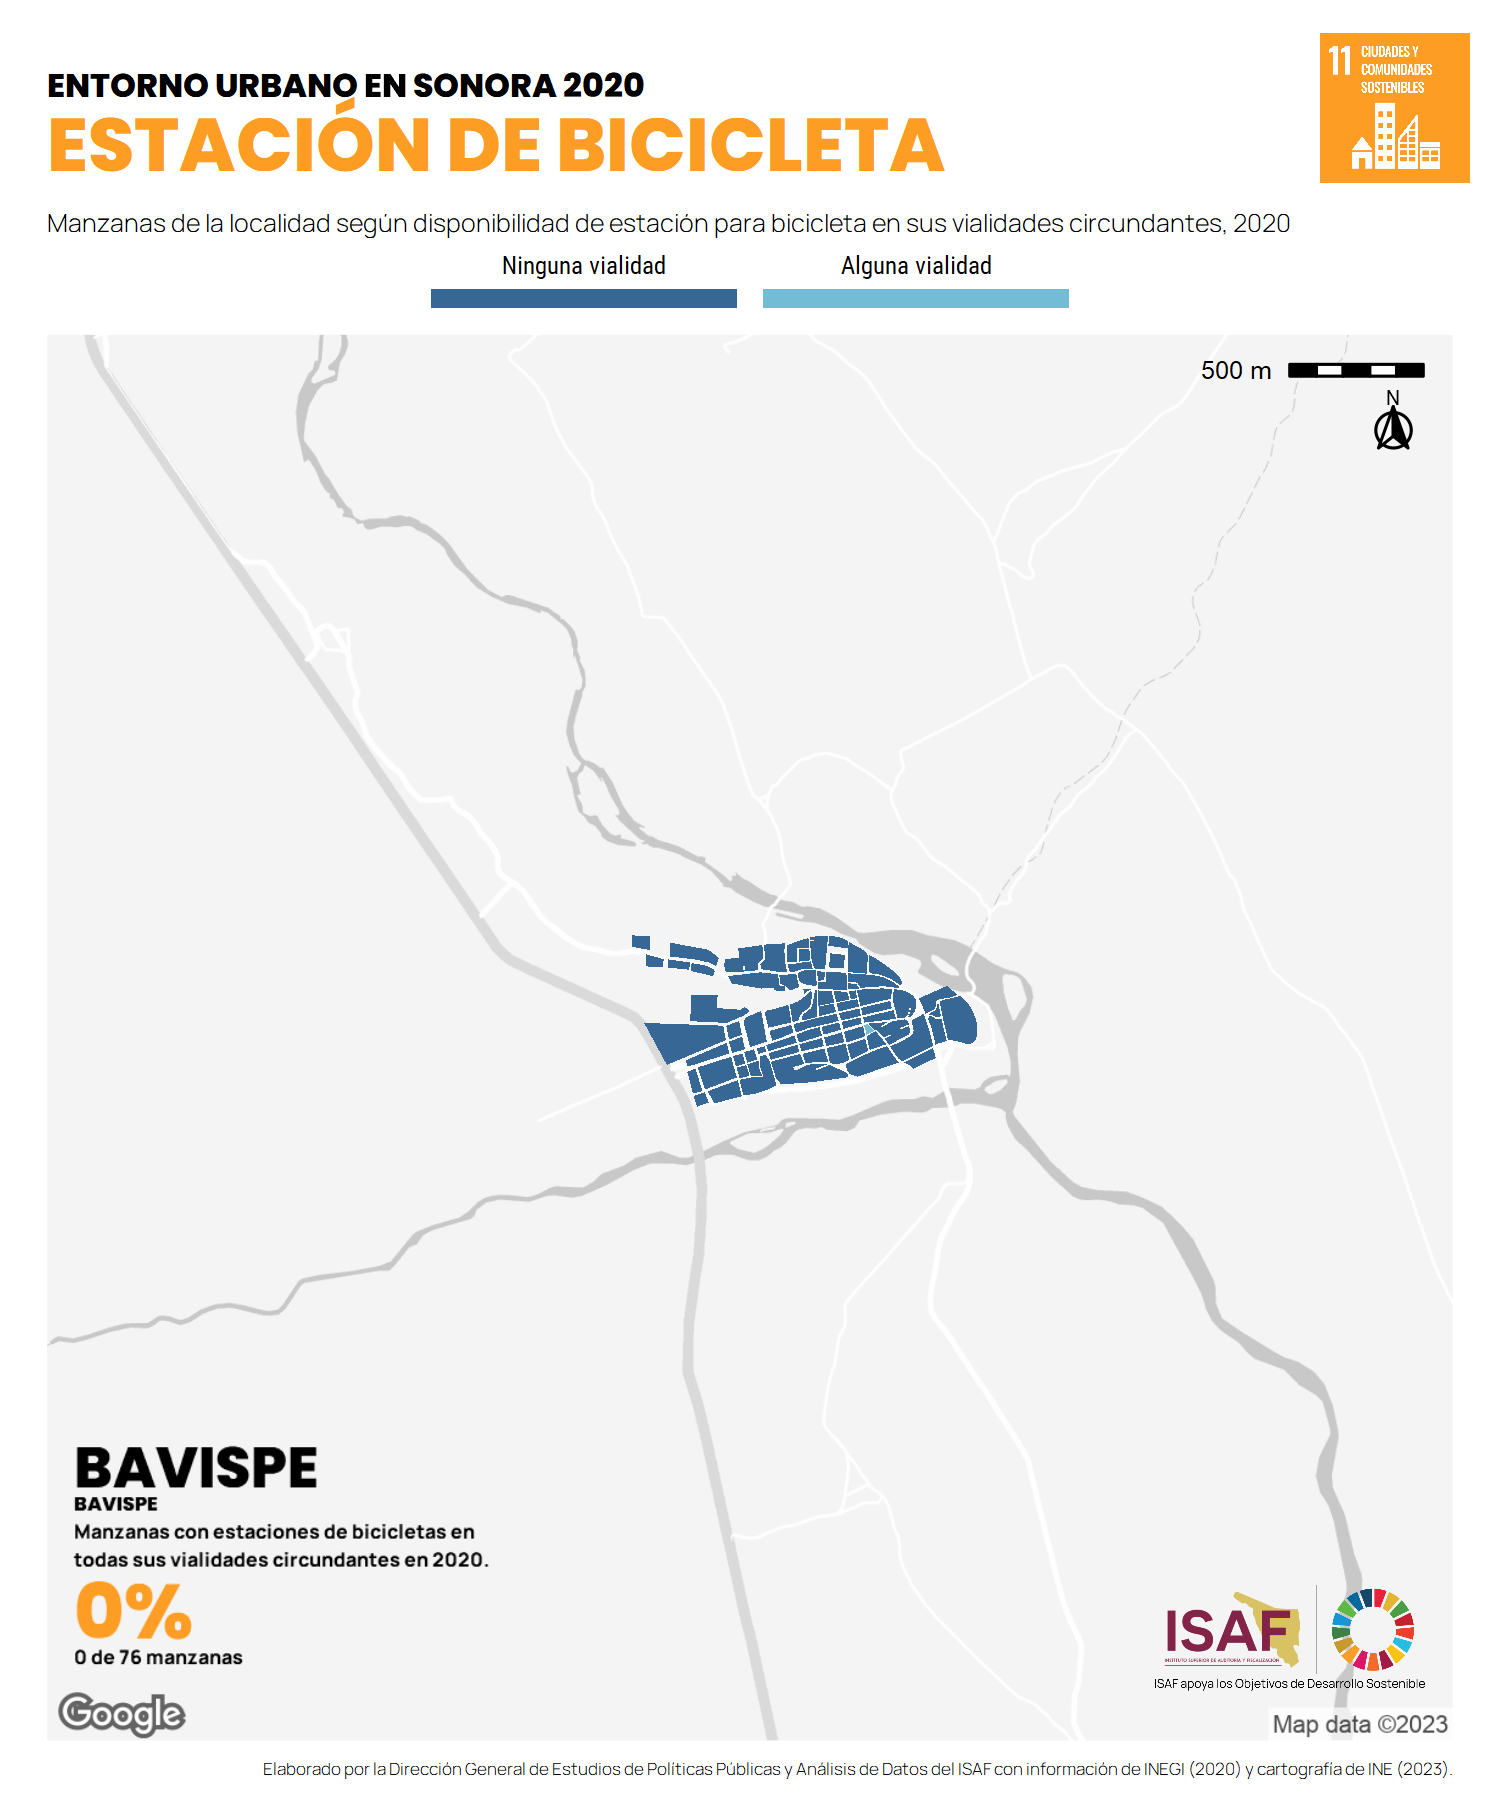 ENTORNO URBANO EN SONORA 2020
ESTACIÓN DE BICICLETA
11 CIUDADES Y
COMUNIDADES
SOSTENIBLES
Manzanas de la localidad según disponibilidad de estación para bicicleta en sus vialidades circundantes, 2020
Ninguna vialidad
Alguna vialidad
500 m
N
BAVISPE
BAVISPE
Manzanas con estaciones de bicicletas en
todas sus vialidades circundantes en 2020.
0%
0 de 76 manzanas
ISAF
INSTITUTO SUPERIOR DE AUDITORÍA Y FISCALIZACIÓN
ISAF apoya los Objetivos de Desarrollo Sostenible
Google
Map data ©2023
Elaborado por la Dirección General de Estudios de Políticas Públicas y Análisis de Datos del ISAF con información de INEGI (2020) y cartografía de INE (2023).